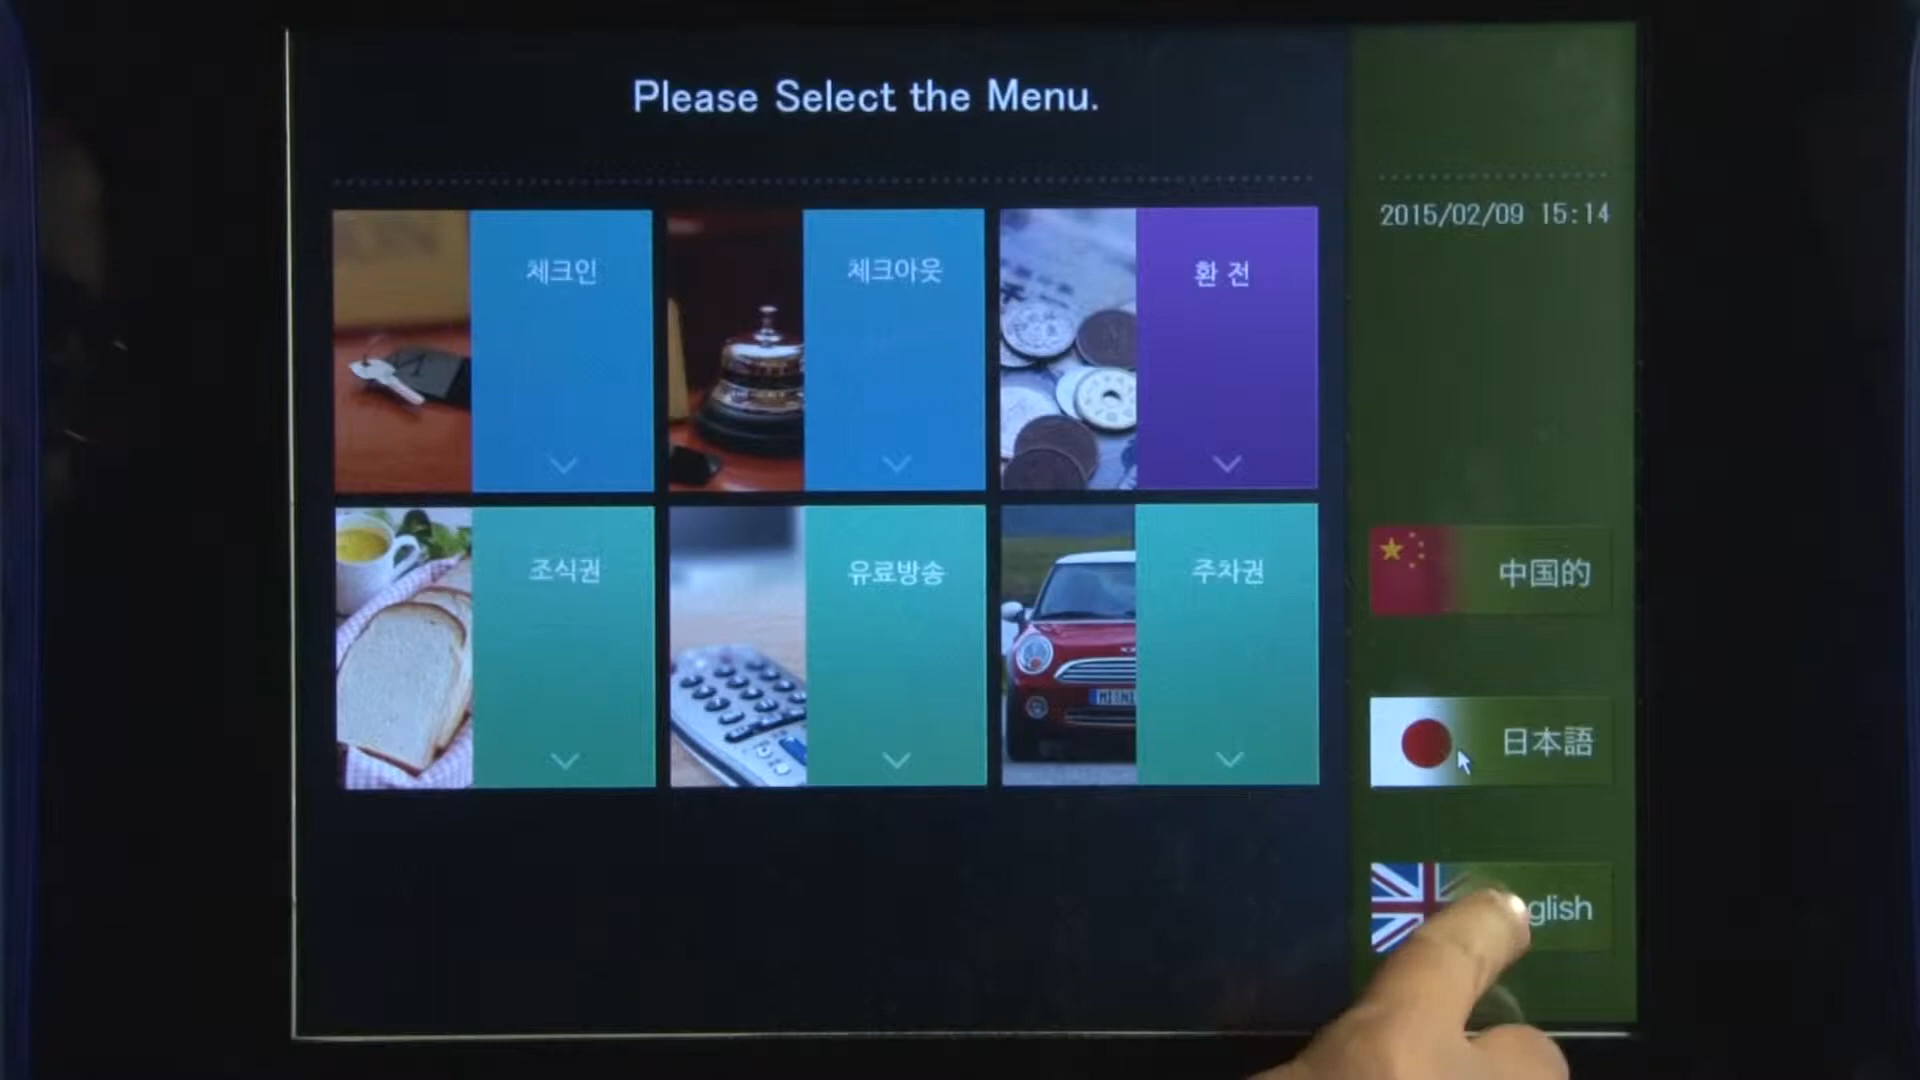 Please Select the Menu.
2015/02/09 15:14
체크인
체크아웃
환 전
조식권
유료방송
주차권
中国的
日本語
glish